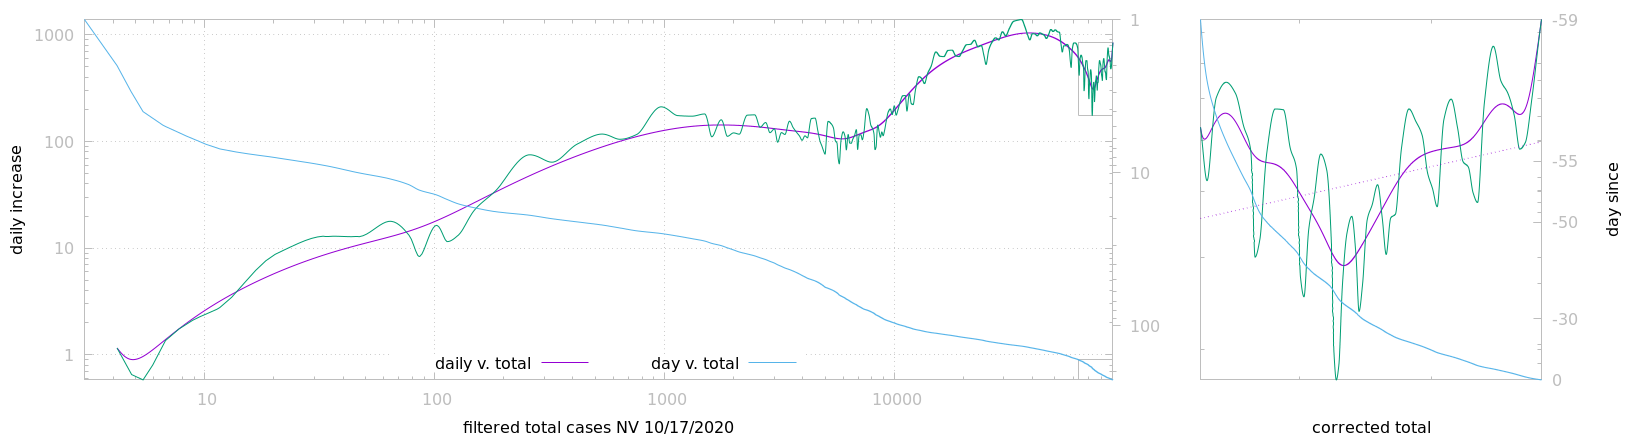 1000
100
10
1
daily increase
10
100
1000
10000
filtered total cases NV 10/17/2020
daily v. total
day v. total
1
10
100
-59
-55
-50
-30
0
day since
corrected total